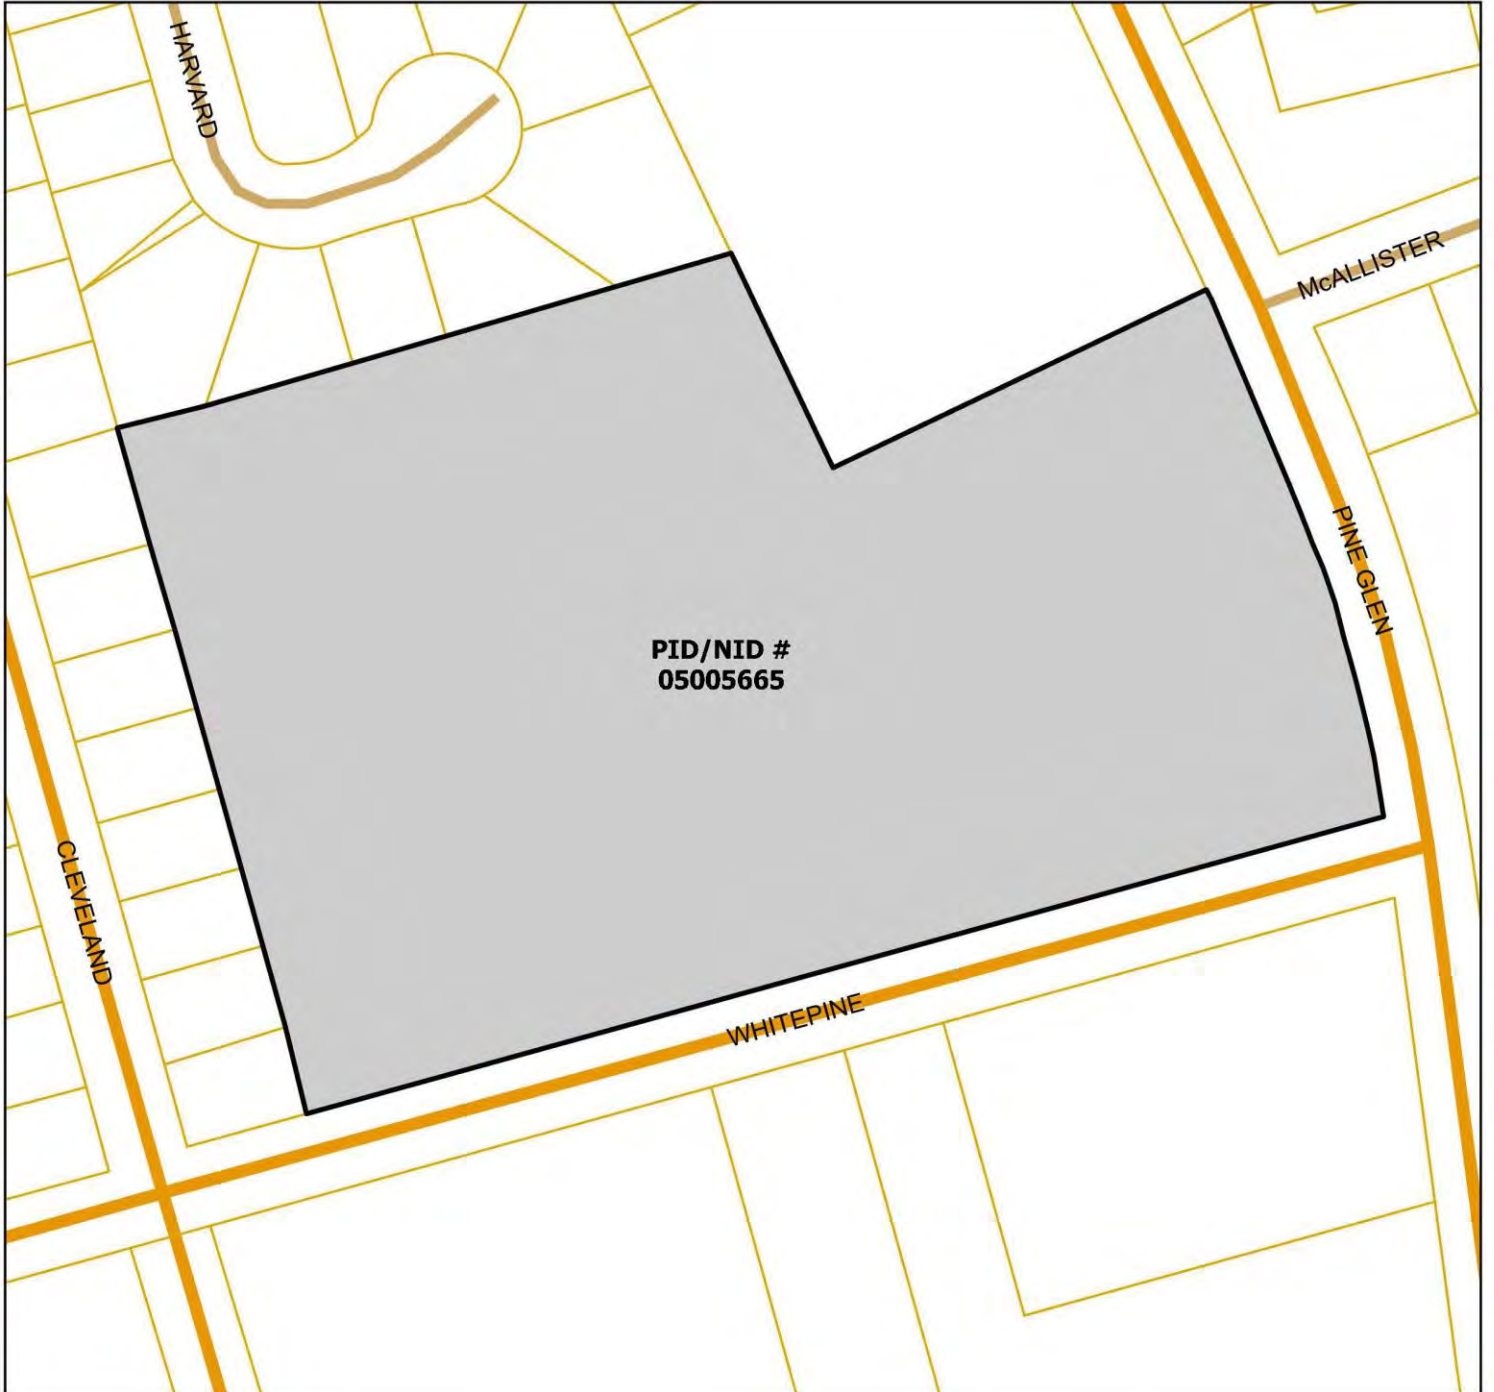 HARVARD
McALLISTER
PINE GLEN
PID/NID #
05005665
CLEVELAND
WHITEPINE